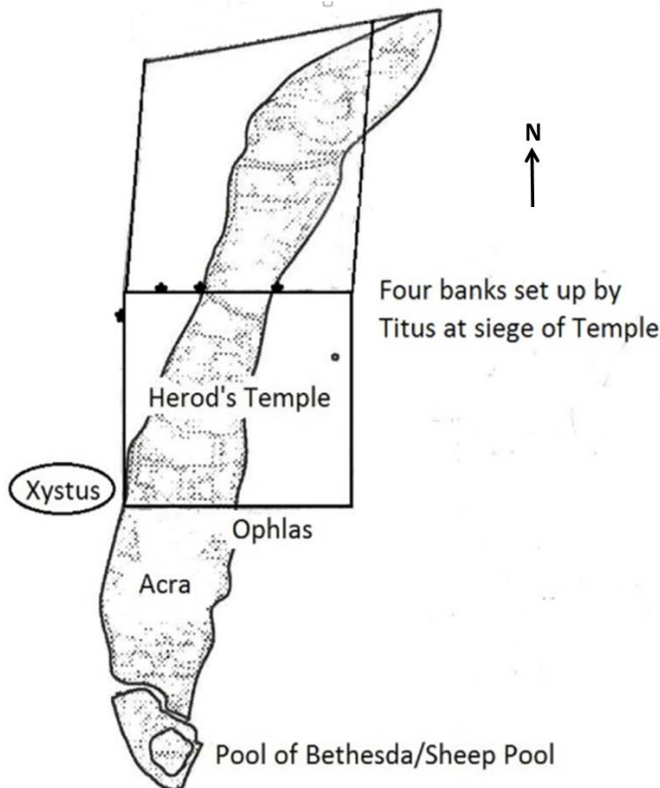 N
Four banks set up by
Titus at siege of Temple
Herod's Temple
Xystus
Ophlas
Acra
Pool of Bethesda/Sheep Pool